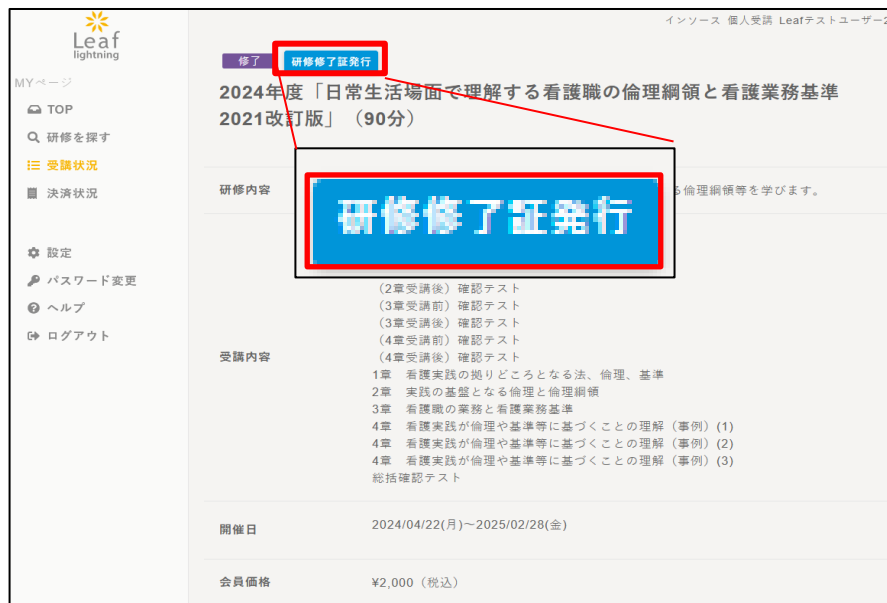 Leaf
lightning
インソース 個人受講 Leafテストユーザー2
MYページ
TOP
研修を探す
受講状況
決済状況
設定
パスワード変更
ヘルプ
ログアウト
修了 研修修了証発行
2024年度「日常生活場面で理解する看護職の倫理綱領と看護業務基準
2021改訂版」（90分）
研修内容
る倫理綱領等を学びます。
研修修了証発行
受講内容
（2章受講後）確認テスト
（3章受講前）確認テスト
（3章受講後）確認テスト
（4章受講前）確認テスト
（4章受講後）確認テスト
1章　看護実践の拠りどころとなる法、倫理、基準
2章　実践の基盤となる倫理と倫理綱領
3章　看護職の業務と看護業務基準
4章　看護実践が倫理や基準等に基づくことの理解（事例）(1)
4章　看護実践が倫理や基準等に基づくことの理解（事例）(2)
4章　看護実践が倫理や基準等に基づくことの理解（事例）(3)
総括確認テスト
開催日
2024/04/22(月)～2025/02/28(金)
会員価格
¥2,000（税込）